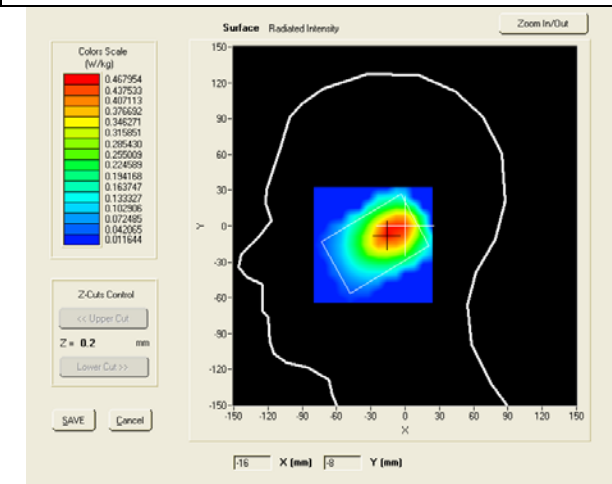 Surface Radiated Intensity
Zoom In/Out
Colors Scale
(W/kg)
0.467954
0.437533
0.407113
0.376692
0.346271
0.315851
0.285430
0.255009
0.224589
0.194168
0.163747
0.133327
0.102906
0.072485
0.042065
0.011644
150-
120-
90-
60-
30-
0-
-30-
-60-
-90-
-120-
-150-
Y
-150 -120 -90 -60 -30 0 30 60 90 120 150
X
Z-Cuts Control
<< Upper Cut
Z = 0.2 mm
Lower Cut >>
SAVE Cancel
-16 X (mm) -8 Y (mm)